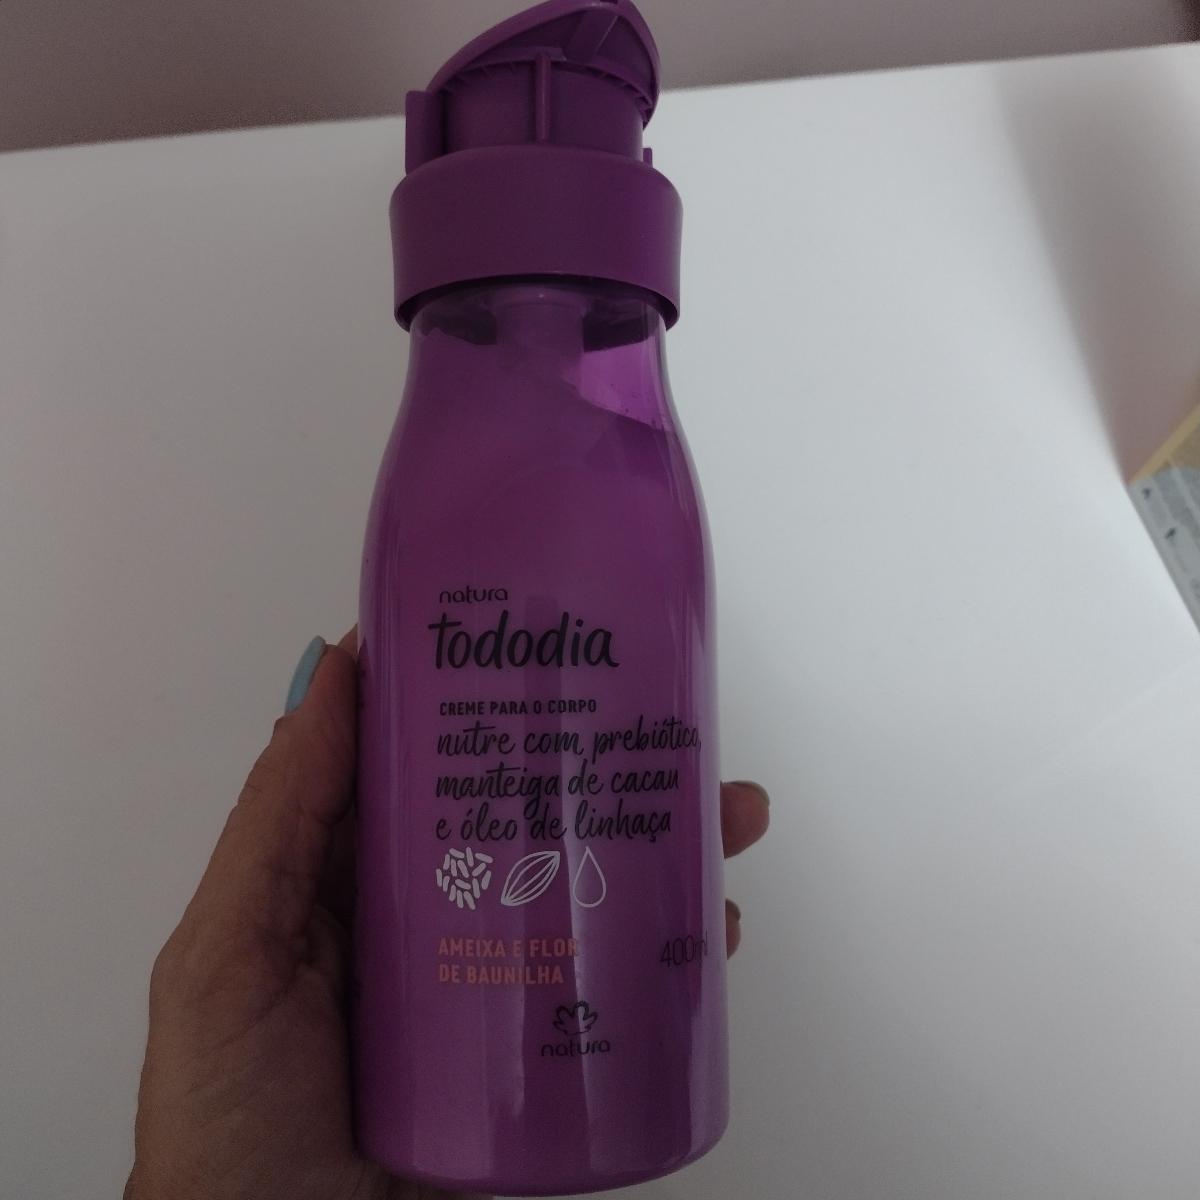 natura
tododia
CREME PARA O CORPO
nutre com prebiótico,
manteiga de cacau
e óleo de linhaça
AMEIXA E FLOR
DE BAUNILHA
400ml
natura